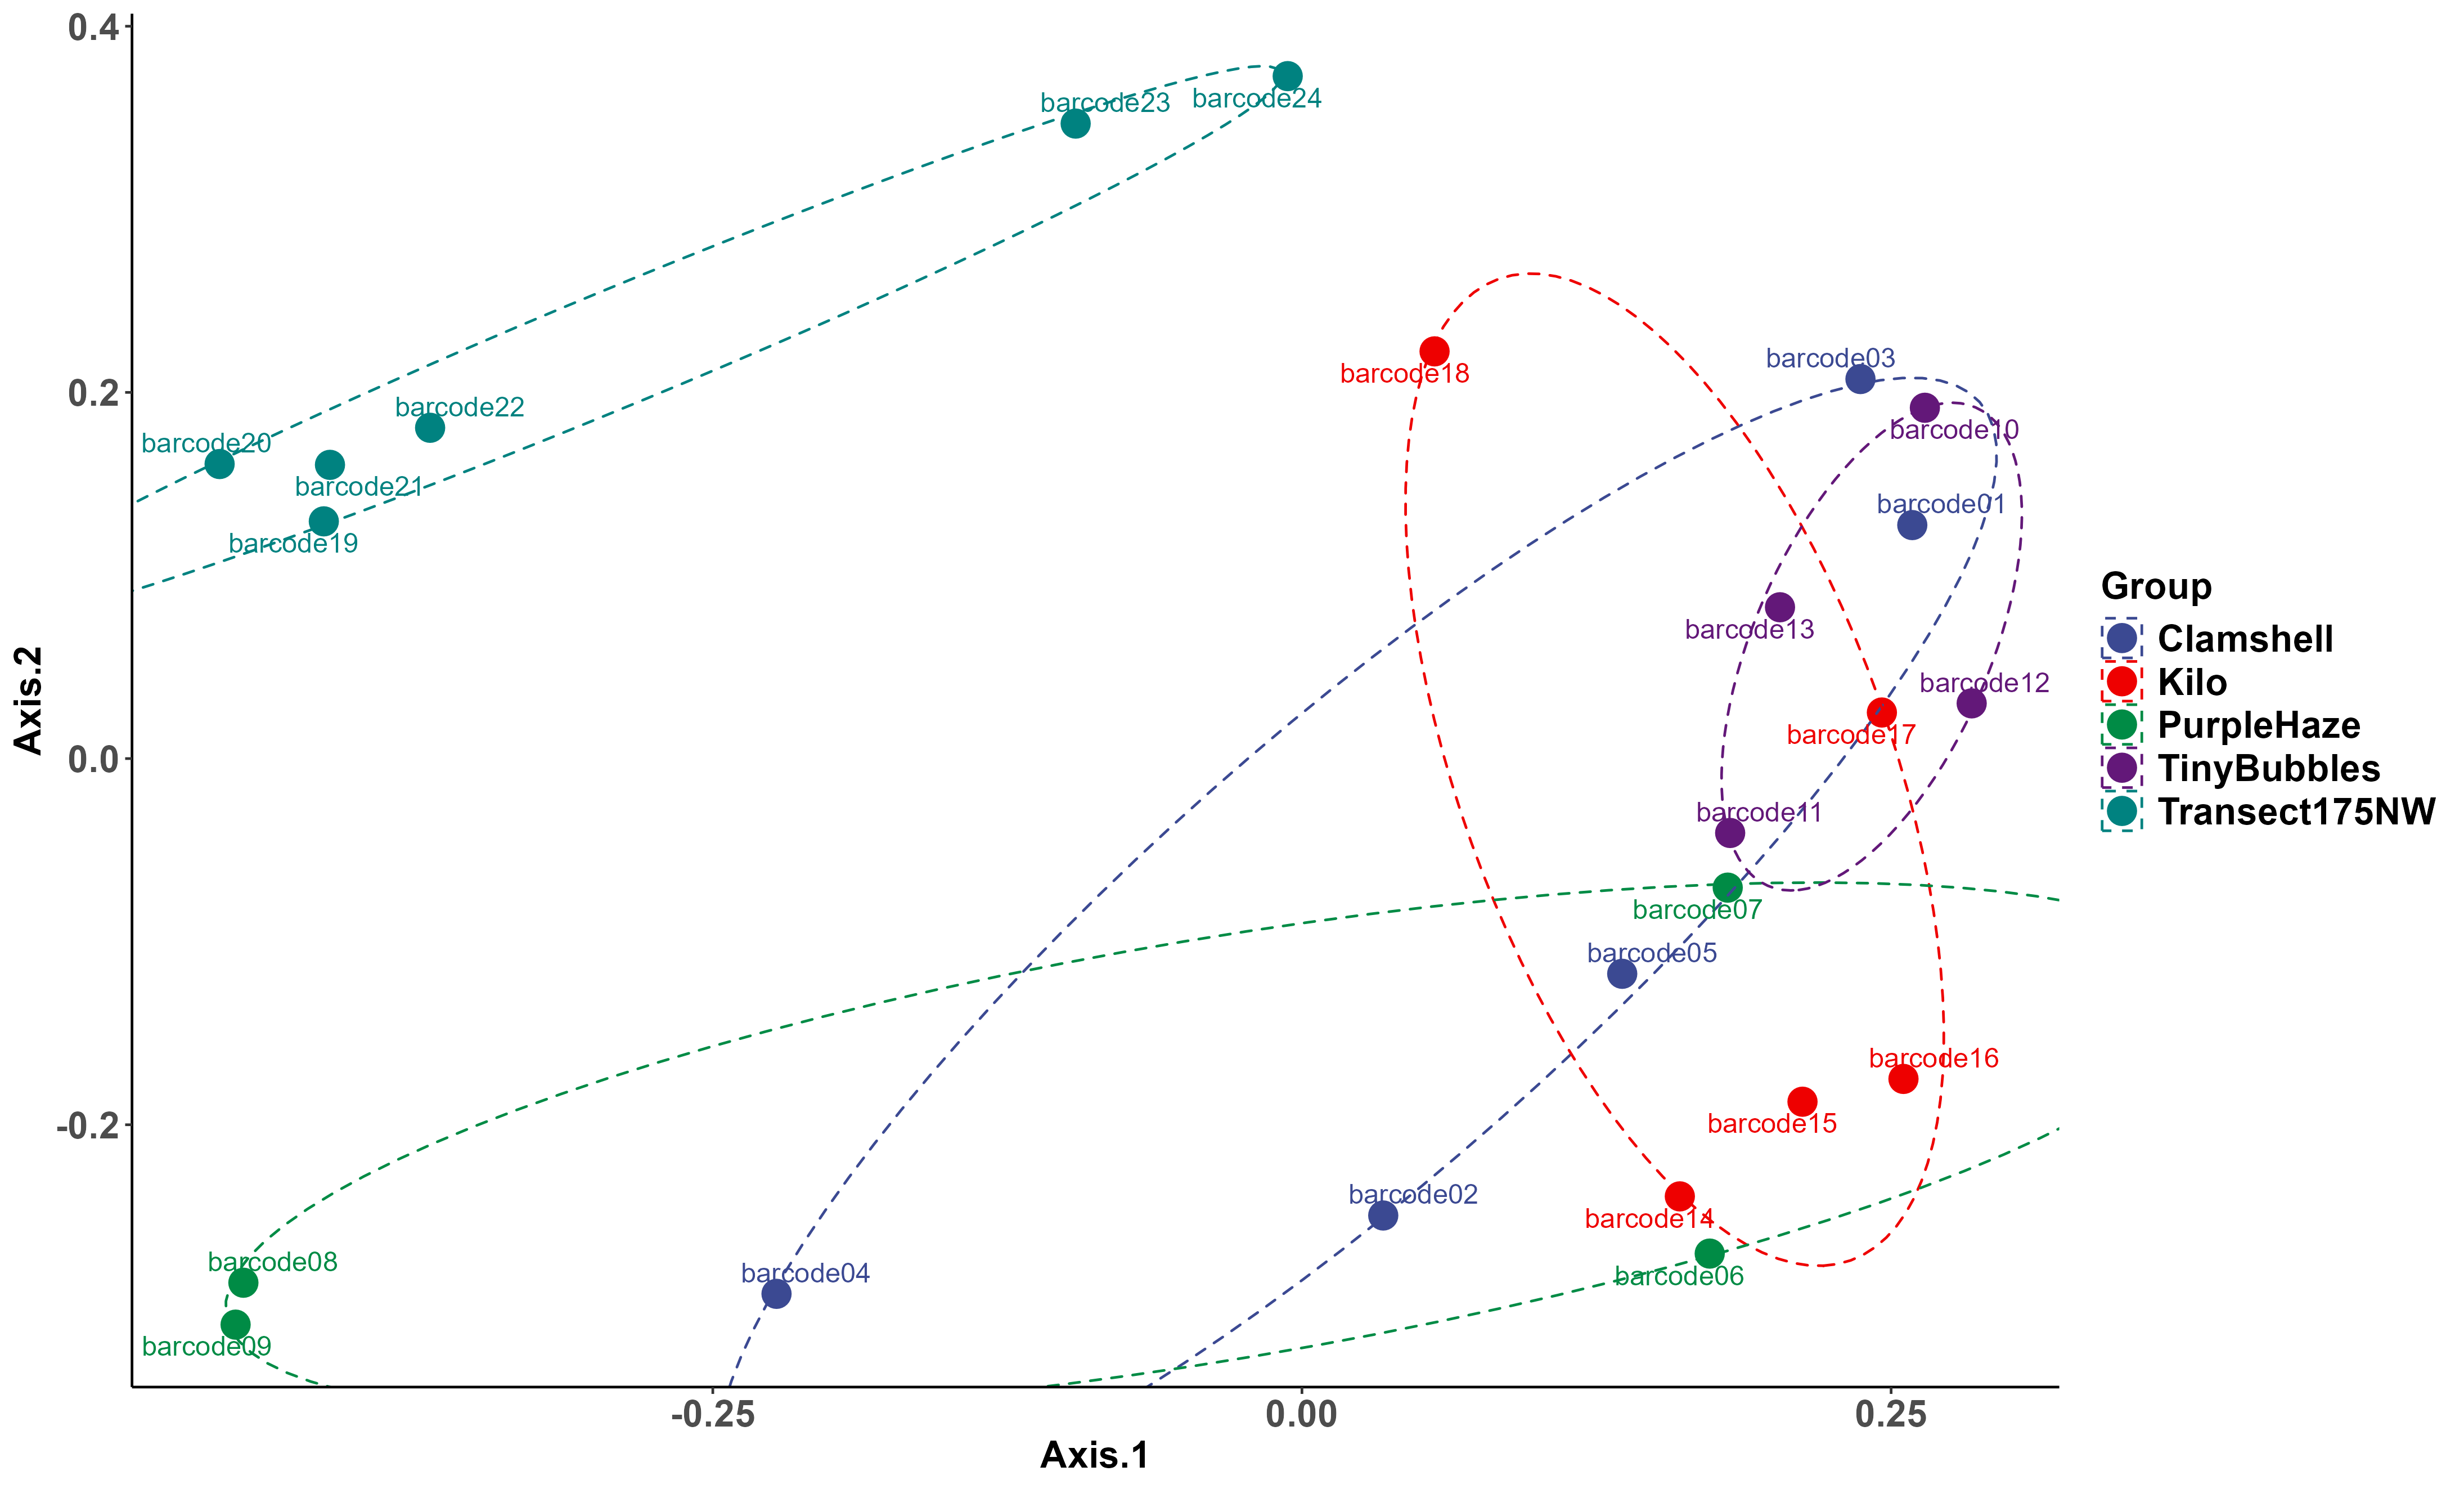 0.4
barcode23
barcode24
barcode18
barcode03
0.2
barcode22
barcode10
barcode20
barcode21
barcode01
barcode19
Group
barcode13
Clamshell
Axis.2
barcode12
Kilo
barcode17
PurpleHaze
0.0
TinyBubbles
barcode11
Transect175NW
barcode07
barcode05
barcode16
-0.2
barcode15
barcode02
barcode14
barcode08
barcode04
barcode06
barcode09
-0.25
0.00
0.25
Axis.1